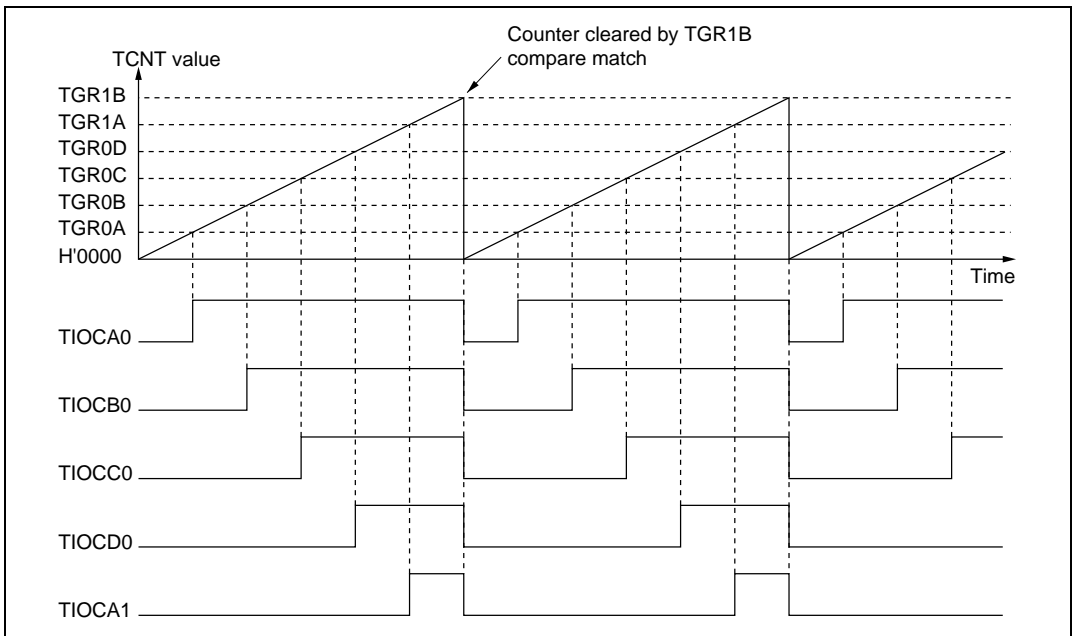 Counter cleared by TGR1B
compare match
TCNT value
TGR1B
TGR1A
TGR0D
TGR0C
TGR0B
TGR0A
H'0000
Time
TIOCA0
TIOCB0
TIOCC0
TIOCD0
TIOCA1